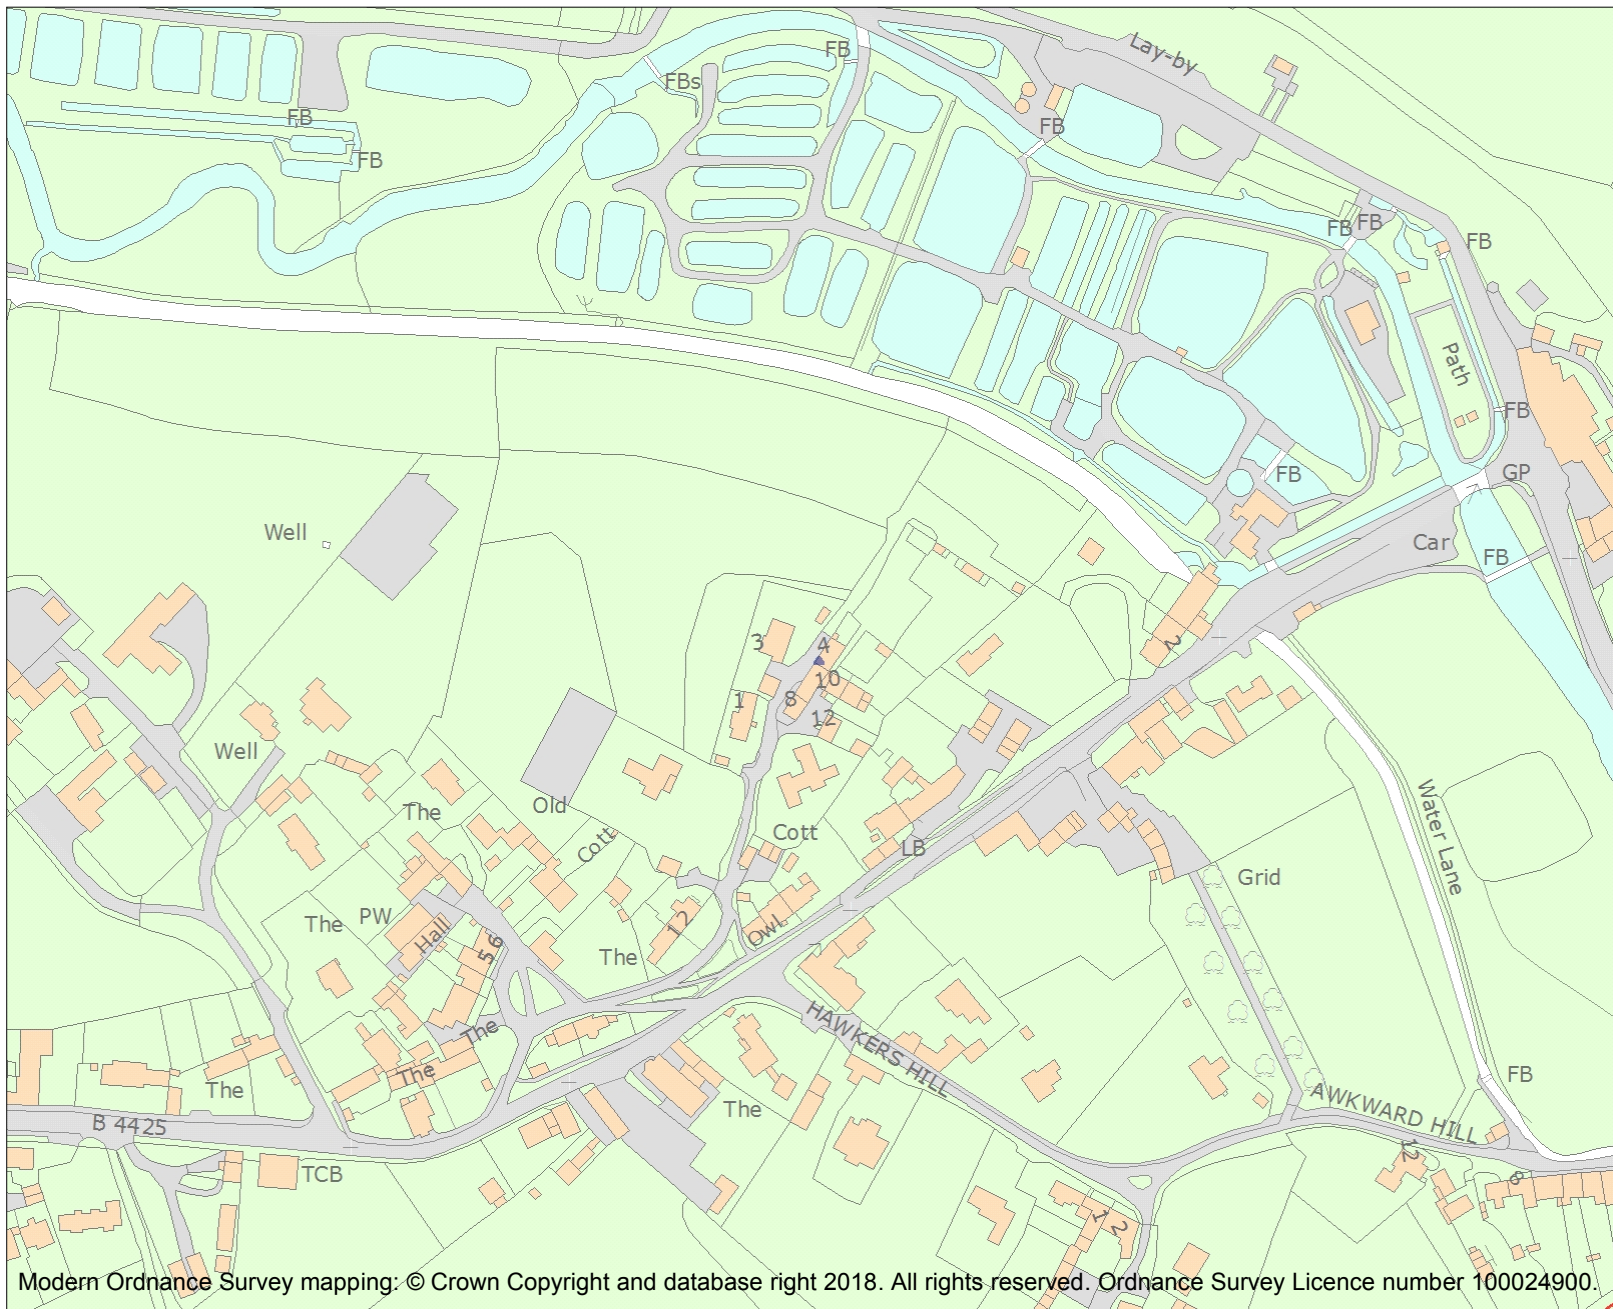 Lay-by
FB
FBs
FB
FB
FB
FB
FB
FB
Path
FB
GP
FB
Well
Car
FB
3
4
2
10
1
8
12
Well
The
Old
Cott
Cott
LB
Water Lane
Grid
The
PW
Hall
5 6
12
Owl
The
The
HAWKERS HILL
The
The
The
FB
B 4425
AWKWARD HILL
TCB
12
8
1 2
Modern Ordnance Survey mapping: © Crown Copyright and database right 2018. All rights reserved. Ordnance Survey Licence number 100024900.